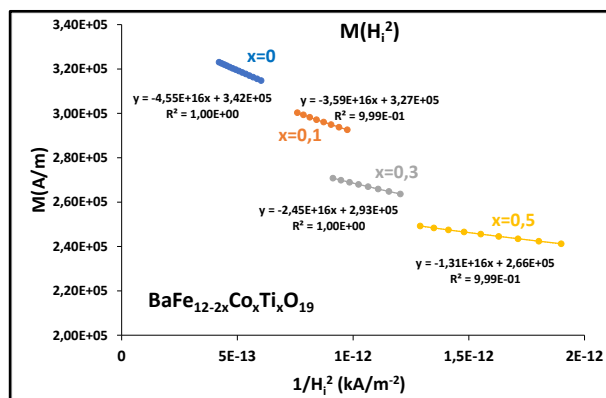 M(Hi²)
3,40E+05
3,20E+05
3,00E+05
2,80E+05
2,60E+05
2,40E+05
2,20E+05
2,00E+05
M(A/m)
x=0
y = -4,55E+16x + 3,42E+05
R² = 1,00E+00
y = -3,59E+16x + 3,27E+05
R² = 9,99E-01
x=0,1
x=0,3
y = -2,45E+16x + 2,93E+05
R² = 1,00E+00
x=0,5
y = -1,31E+16x + 2,66E+05
R² = 9,99E-01
BaFe12-2xCoxTixO19
0
5E-13
1E-12
1,5E-12
2E-12
1/Hi² (kA/m⁻²)